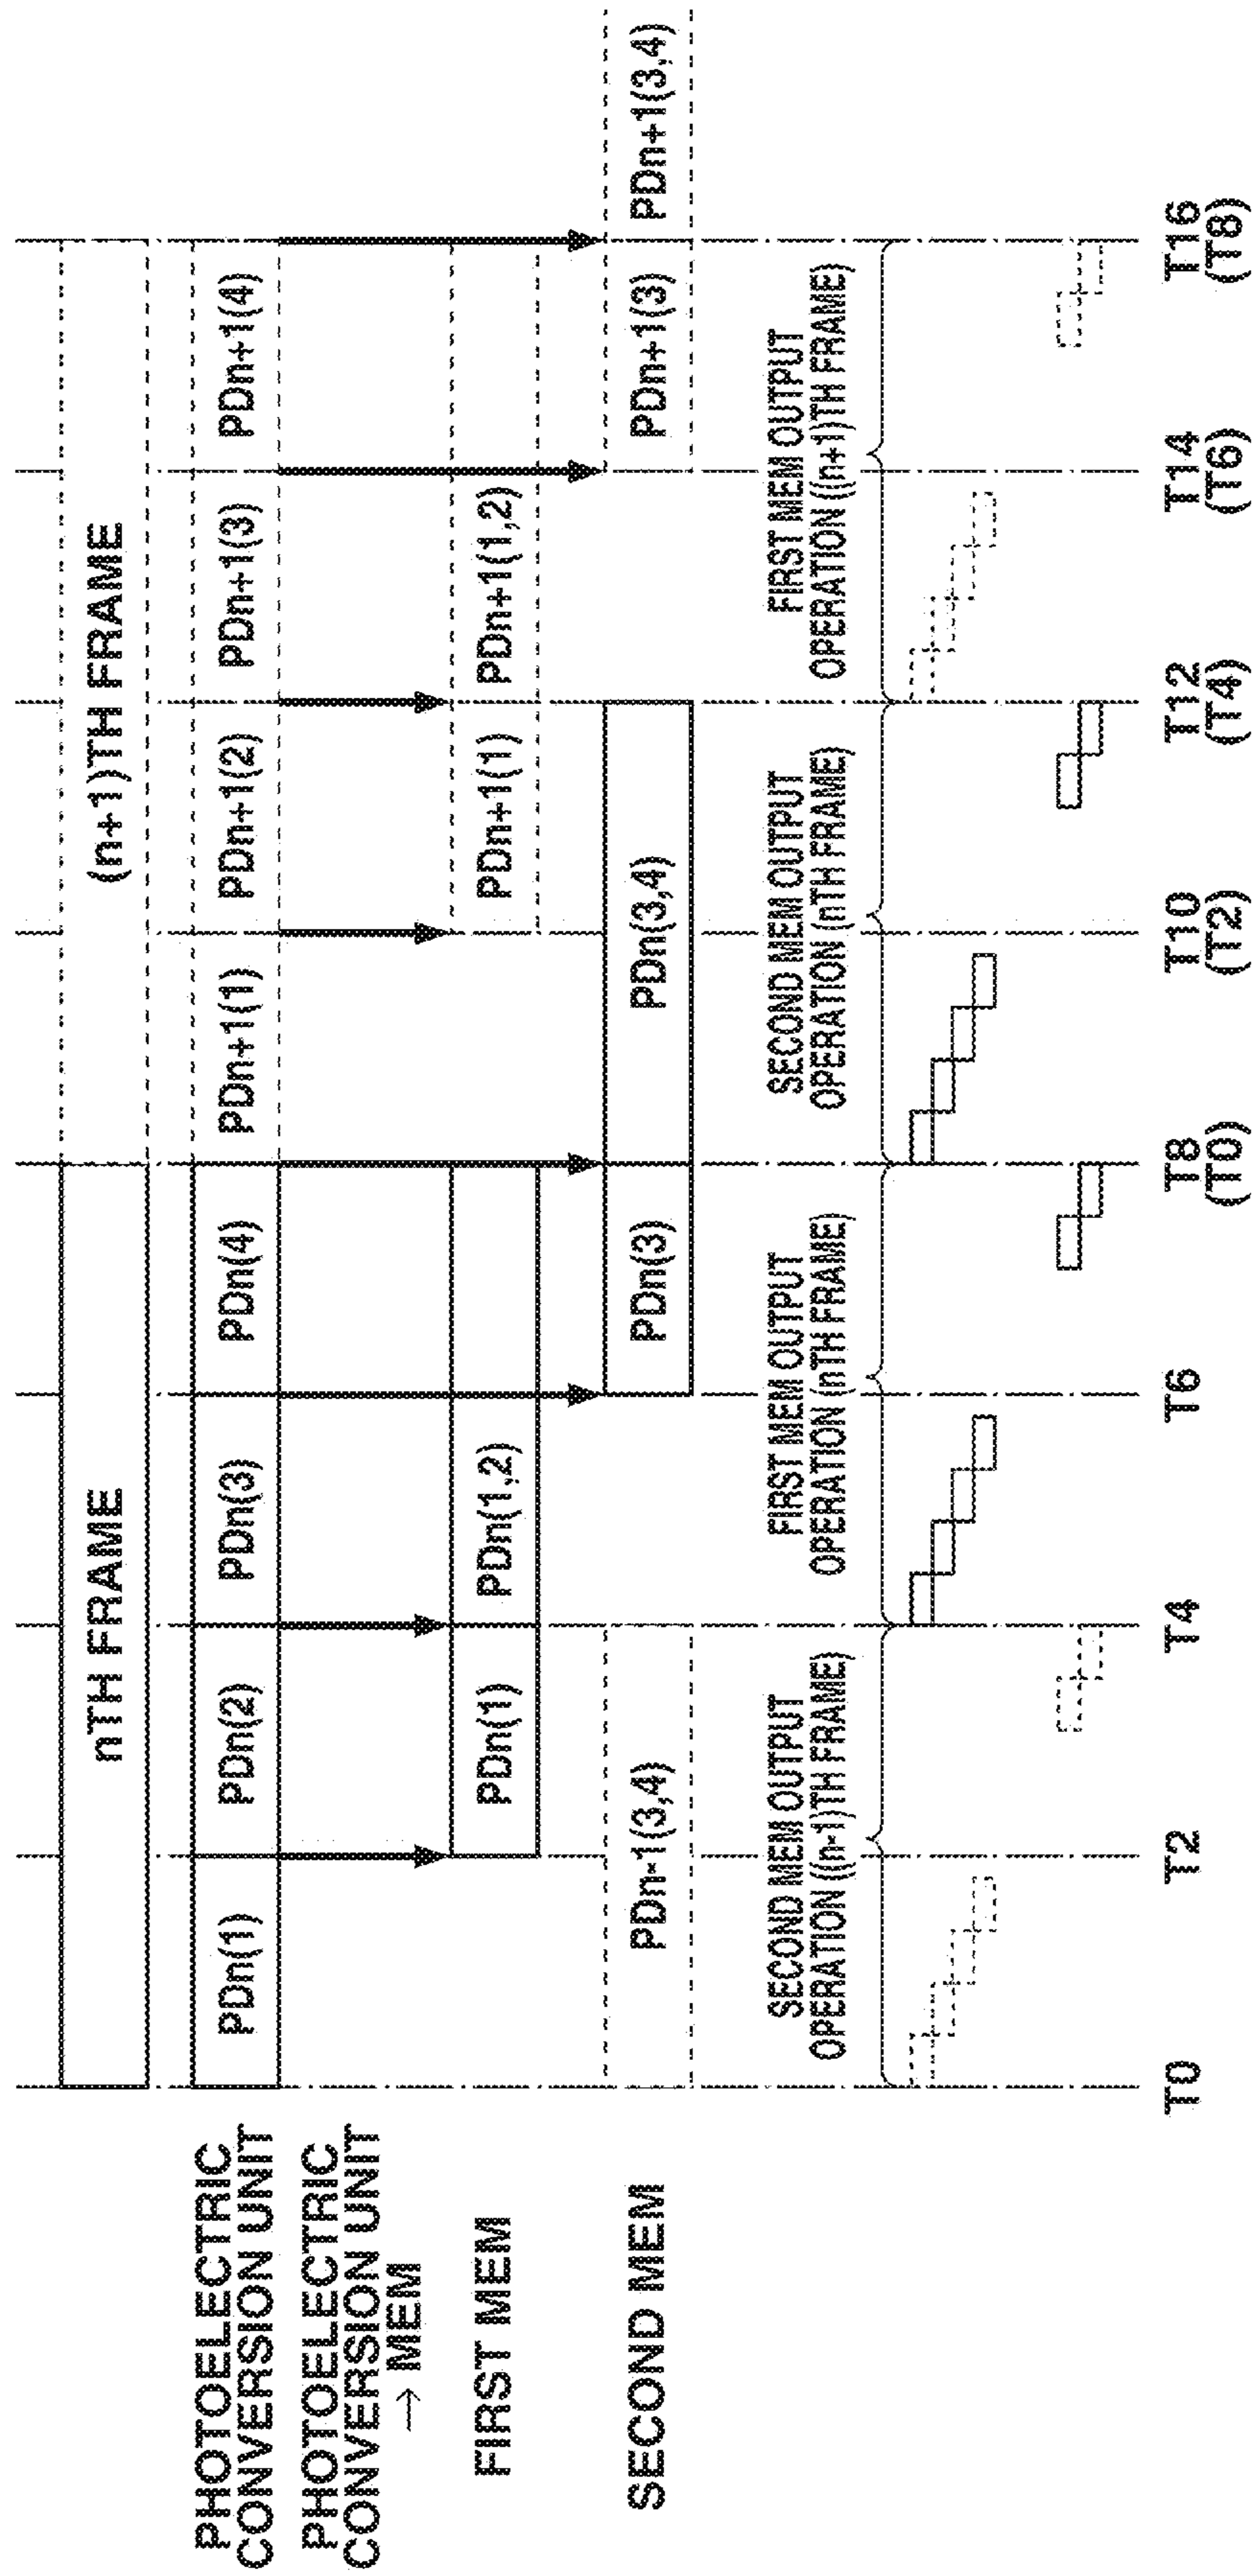 nTH FRAME
(n+1)TH FRAME
PHOTOELECTRIC
CONVERSION UNIT
PDn(1)
PDn(2)
PDn(3)
PDn(4)
PDn+1(1)
PDn+1(2)
PDn+1(3)
PDn+1(4)
PHOTOELECTRIC
CONVERSION UNIT
→ MEM
FIRST MEM
PDn(1)
PDn(1,2)
PDn+1(1)
PDn+1(1,2)
SECOND MEM
PDn-1(3,4)
PDn(3)
PDn(3,4)
PDn+1(3)
PDn+1(3,4)
SECOND MEM OUTPUT
OPERATION ((n-1)TH FRAME)
FIRST MEM OUTPUT
OPERATION (nTH FRAME)
SECOND MEM OUTPUT
OPERATION (nTH FRAME)
FIRST MEM OUTPUT
OPERATION ((n+1)TH FRAME)
T0
T2
T4
T6
T8
(T0)
T10
(T2)
T12
(T4)
T14
(T6)
T16
(T8)